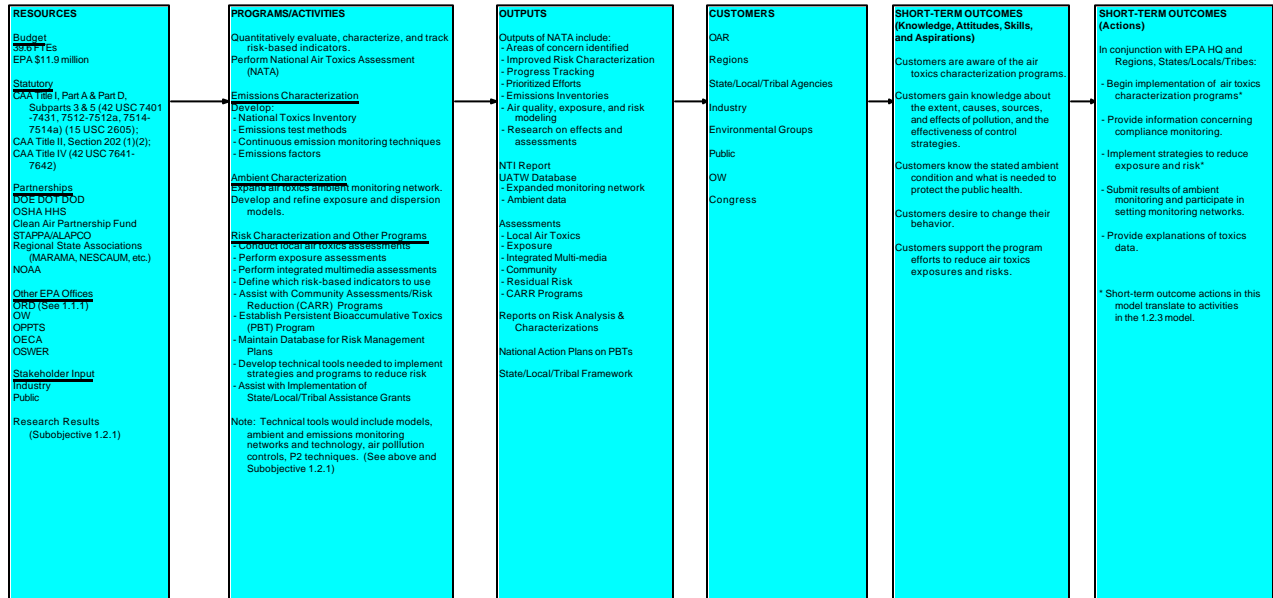 RESOURCES
Budget
39.6 FTEs
EPA $11.9 million
Statutory
CAA Title I, Part A & Part D,
Subparts 3 & 5 (42 USC 7401
-7431, 7512-7512a, 7514-
7514a) (15 USC 2605);
CAA Title II, Section 202 (1)(2);
CAA Title IV (42 USC 7641-
7642)
Partnerships
DOE DOT DOD
OSHA HHS
Clean Air Partnership Fund
STAPPA/ALAPCO
Regional State Associations
(MARAMA, NESCAUM, etc.)
NOAA
Other EPA Offices
ORD (See 1.1.1)
OW
OPPTS
OECA
OSWER
Stakeholder Input
Industry
Public
Research Results
(Subobjective 1.2.1)
PROGRAMS/ACTIVITIES
Quantitatively evaluate, characterize, and track
risk-based indicators.
Perform National Air Toxics Assessment
(NATA)
Emissions Characterization
Develop:
- National Toxics Inventory
- Emissions test methods
- Continuous emission monitoring techniques
- Emissions factors
Ambient Characterization
Expand air toxics ambient monitoring network.
Develop and refine exposure and dispersion
models.
Risk Characterization and Other Programs
- Conduct local air toxics assessments
- Perform exposure assessments
- Perform integrated multimedia assessments
- Define which risk-based indicators to use
- Assist with Community Assessments/Risk
Reduction (CARR) Programs
- Establish Persistent Bioaccumulative Toxics
(PBT) Program
- Maintain Database for Risk Management
Plans
- Develop technical tools needed to implement
strategies and programs to reduce risk
- Assist with Implementation of
State/Local/Tribal Assistance Grants
Note: Technical tools would include models,
ambient and emissions monitoring
networks and technology, air polllution
controls, P2 techniques. (See above and
Subobjective 1.2.1)
OUTPUTS
Outputs of NATA include:
- Areas of concern identified
- Improved Risk Characterization
- Progress Tracking
- Prioritized Efforts
- Emissions Inventories
- Air quality, exposure, and risk
modeling
- Research on effects and
assessments
NTI Report
UATW Database
- Expanded monitoring network
- Ambient data
Assessments
- Local Air Toxics
- Exposure
- Integrated Multi-media
- Community
- Residual Risk
- CARR Programs
Reports on Risk Analysis &
Characterizations
National Action Plans on PBTs
State/Local/Tribal Framework
CUSTOMERS
OAR
Regions
State/Local/Tribal Agencies
Industry
Environmental Groups
Public
OW
Congress
SHORT-TERM OUTCOMES
(Knowledge, Attitudes, Skills,
and Aspirations)
Customers are aware of the air
toxics characterization programs.
Customers gain knowledge about
the extent, causes, sources,
and effects of pollution, and the
effectiveness of control
strategies.
Customers know the stated ambient
condition and what is needed to
protect the public health.
Customers desire to change their
behavior.
Customers support the program
efforts to reduce air toxics
exposures and risks.
SHORT-TERM OUTCOMES
(Actions)
In conjunction with EPA HQ and
Regions, States/Locals/Tribes:
- Begin implementation of air toxics
characterization programs*
- Provide information concerning
compliance monitoring.
- Implement strategies to reduce
exposure and risk*
- Submit results of ambient
monitoring and participate in
setting monitoring networks.
- Provide explanations of toxics
data.
* Short-term outcome actions in this
model translate to activities
in the 1.2.3 model.